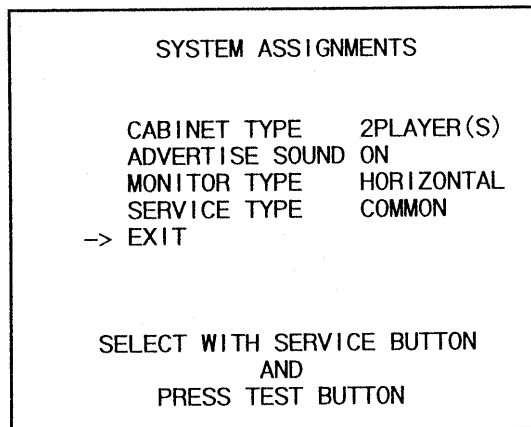 SYSTEM ASSIGNMENTS
CABINET TYPE 2PLAYER(S)
ADVERTISE SOUND ON
MONITOR TYPE HORIZONTAL
SERVICE TYPE COMMON
-> EXIT
SELECT WITH SERVICE BUTTON
AND
PRESS TEST BUTTON